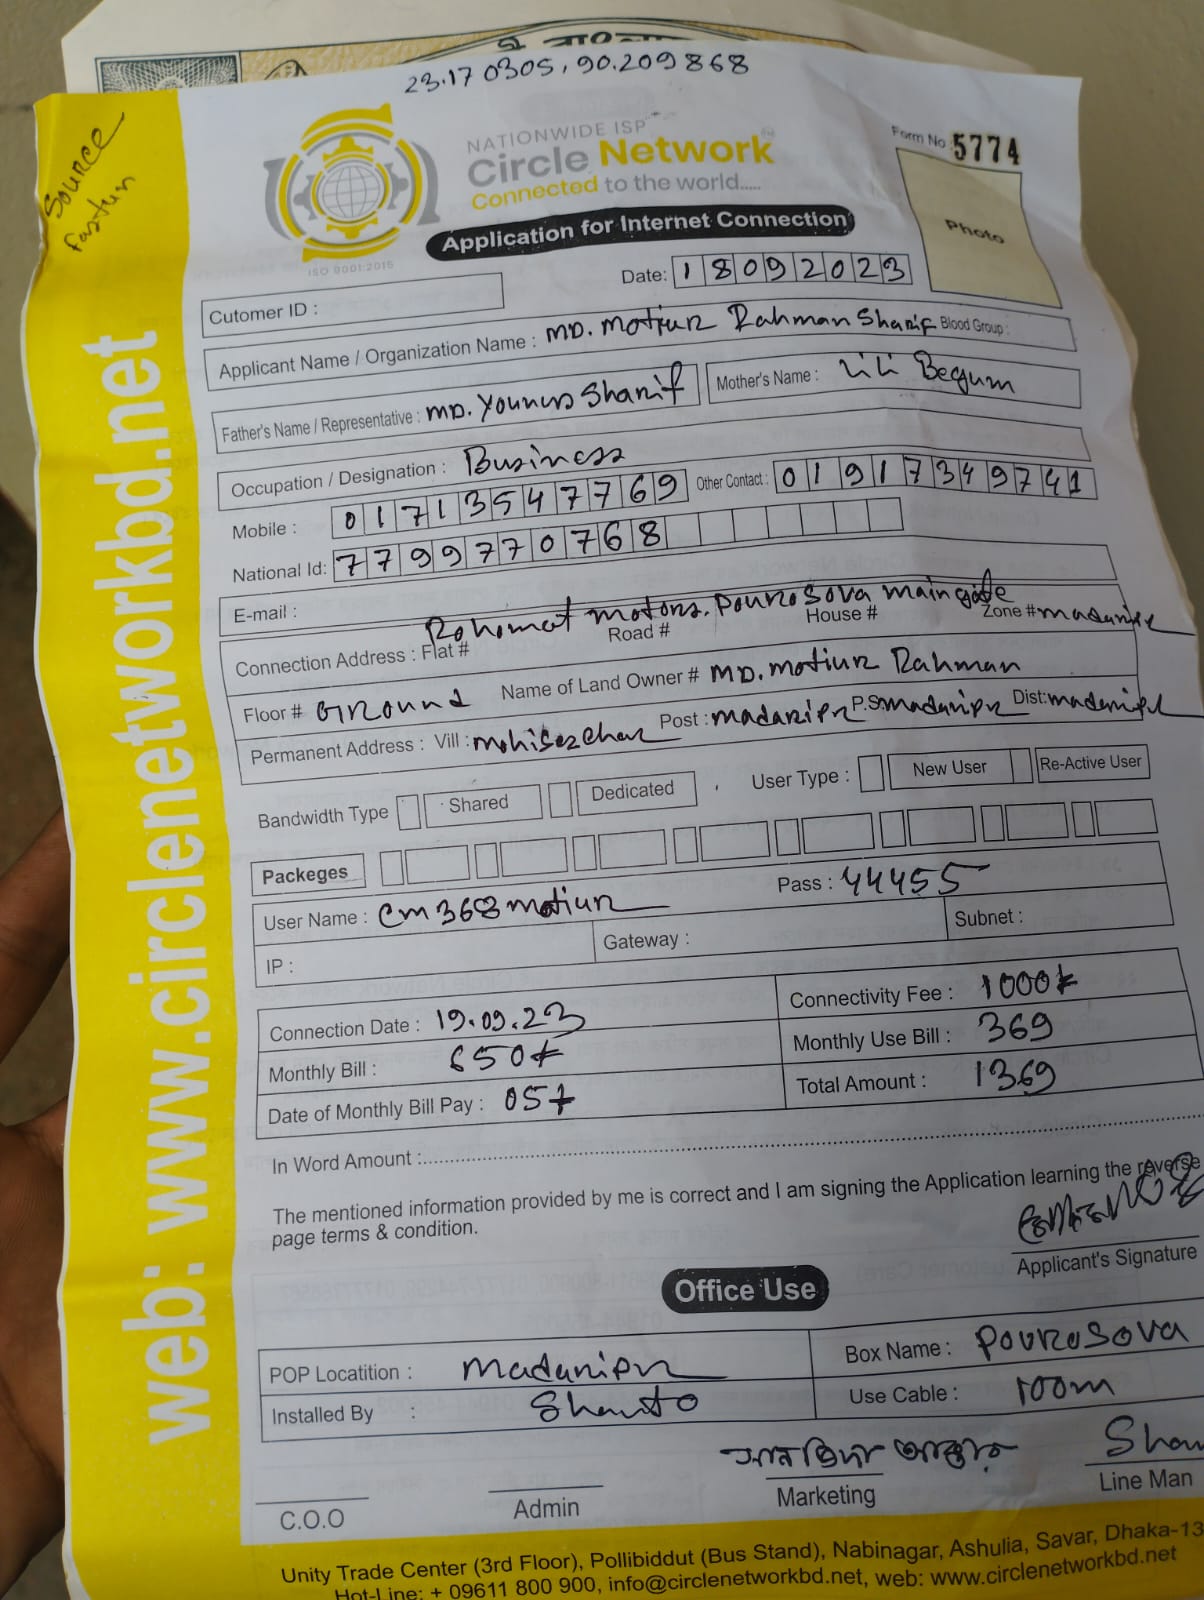 23.170305, 90.209868
Source
NATIONWIDE ISP
Circle Network
Connected to the world.....
ISO 9001:2015
Form No 5774
Photo
Application for Internet Connection
Date: 18092023
Cutomer ID :
Applicant Name / Organization Name : MD. Motiur Rahman Sharif Blood Group :
Father's Name / Representative : MD. Younus Sharif Mother's Name : Lili Begum
Occupation / Designation : Business
Mobile : 01713547769 Other Contact : 01917349741
National Id: 7799770768
E-mail :
Rohomat motors. Pourosova main gate
Connection Address : Flat # Road # House # Zone # madaripur
Floor # Ground Name of Land Owner # MD. Motiur Rahman
Permanent Address : Vill : Post : madaripur P.S madaripur Dist: madaripur
Bandwidth Type Shared Dedicated User Type : New User Re-Active User
Packeges
User Name : cm368motiur Pass : 44455
IP : Gateway : Subnet :
Connection Date : 19.09.23 Connectivity Fee : 1000
Monthly Bill : 650 Monthly Use Bill : 369
Date of Monthly Bill Pay : 05 Total Amount : 1369
In Word Amount :
The mentioned information provided by me is correct and I am signing the Application learning the reverse
page terms & condition.
Applicant's Signature
Office Use
POP Locatition : Madaripur Box Name : Pourosova
Installed By : Shanto Use Cable : 100m
Shan
C.O.O Admin Marketing Line Man
Unity Trade Center (3rd Floor), Pollibiddut (Bus Stand), Nabinagar, Ashulia, Savar, Dhaka-13
Hot-Line: + 09611 800 900, info@circlenetworkbd.net, web: www.circlenetworkbd.net
web: www.circlenetworkbd.net